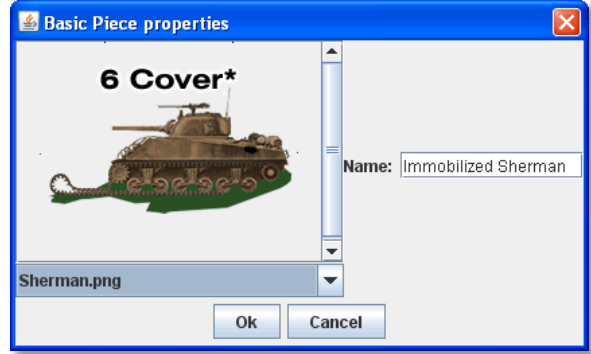 Basic Piece properties
6 Cover*
Name: Immobilized Sherman
Sherman.png
Ok Cancel